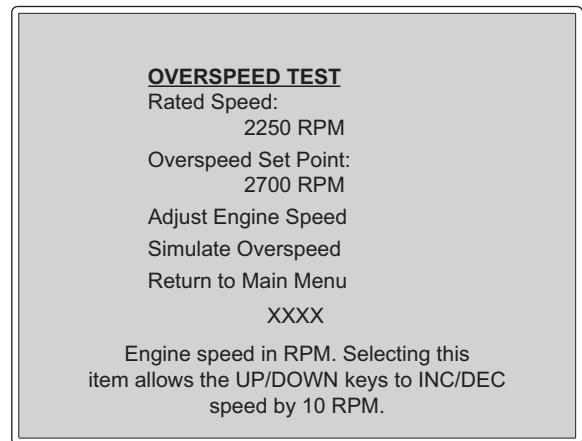 OVERSPEED TEST
Rated Speed:
2250 RPM
Overspeed Set Point:
2700 RPM
Adjust Engine Speed
Simulate Overspeed
Return to Main Menu
XXXX
Engine speed in RPM. Selecting this
item allows the UP/DOWN keys to INC/DEC
speed by 10 RPM.